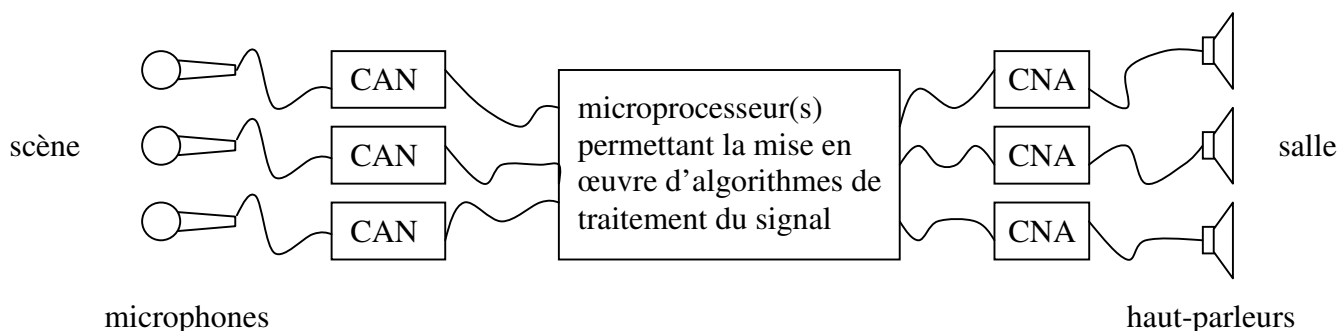 CAN
CNA
microprocesseur(s)
permettant la mise en
œuvre d'algorithmes de
traitement du signal
scène
CAN
CNA
salle
CAN
CNA
microphones
haut-parleurs